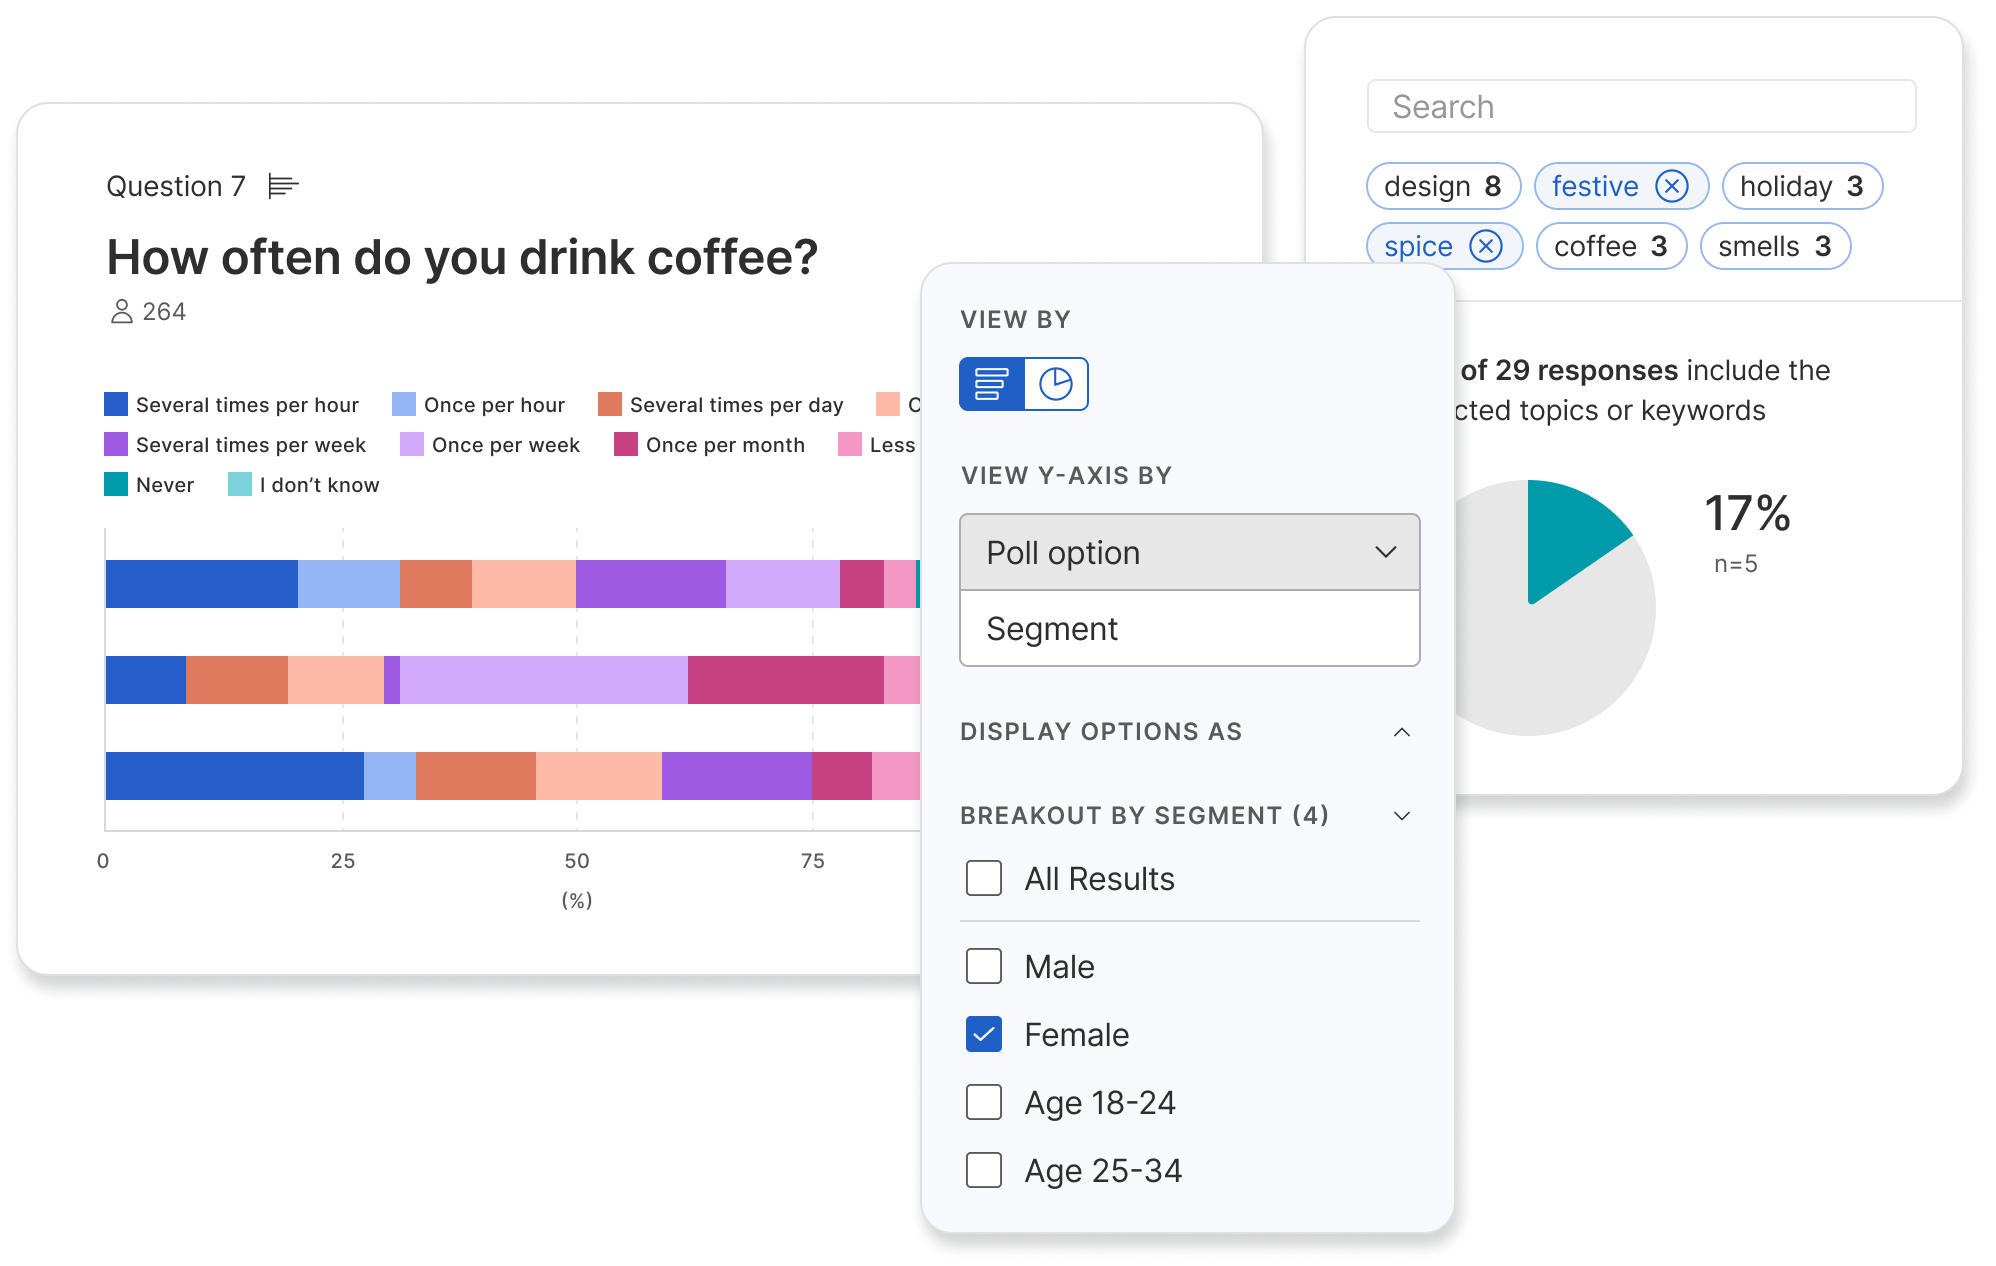 Question 7
How often do you drink coffee?
264
Several times per hour Once per hour Several times per day
Several times per week Once per week Once per month Less
Never I don’t know
0 25 50 75
(%)
VIEW BY
VIEW Y-AXIS BY
Poll option
Segment
DISPLAY OPTIONS AS
BREAKOUT BY SEGMENT (4)
All Results
Male
Female
Age 18-24
Age 25-34
Search
design 8 festive holiday 3
spice coffee 3 smells 3
of 29 responses include the
topics or keywords
17%
n=5